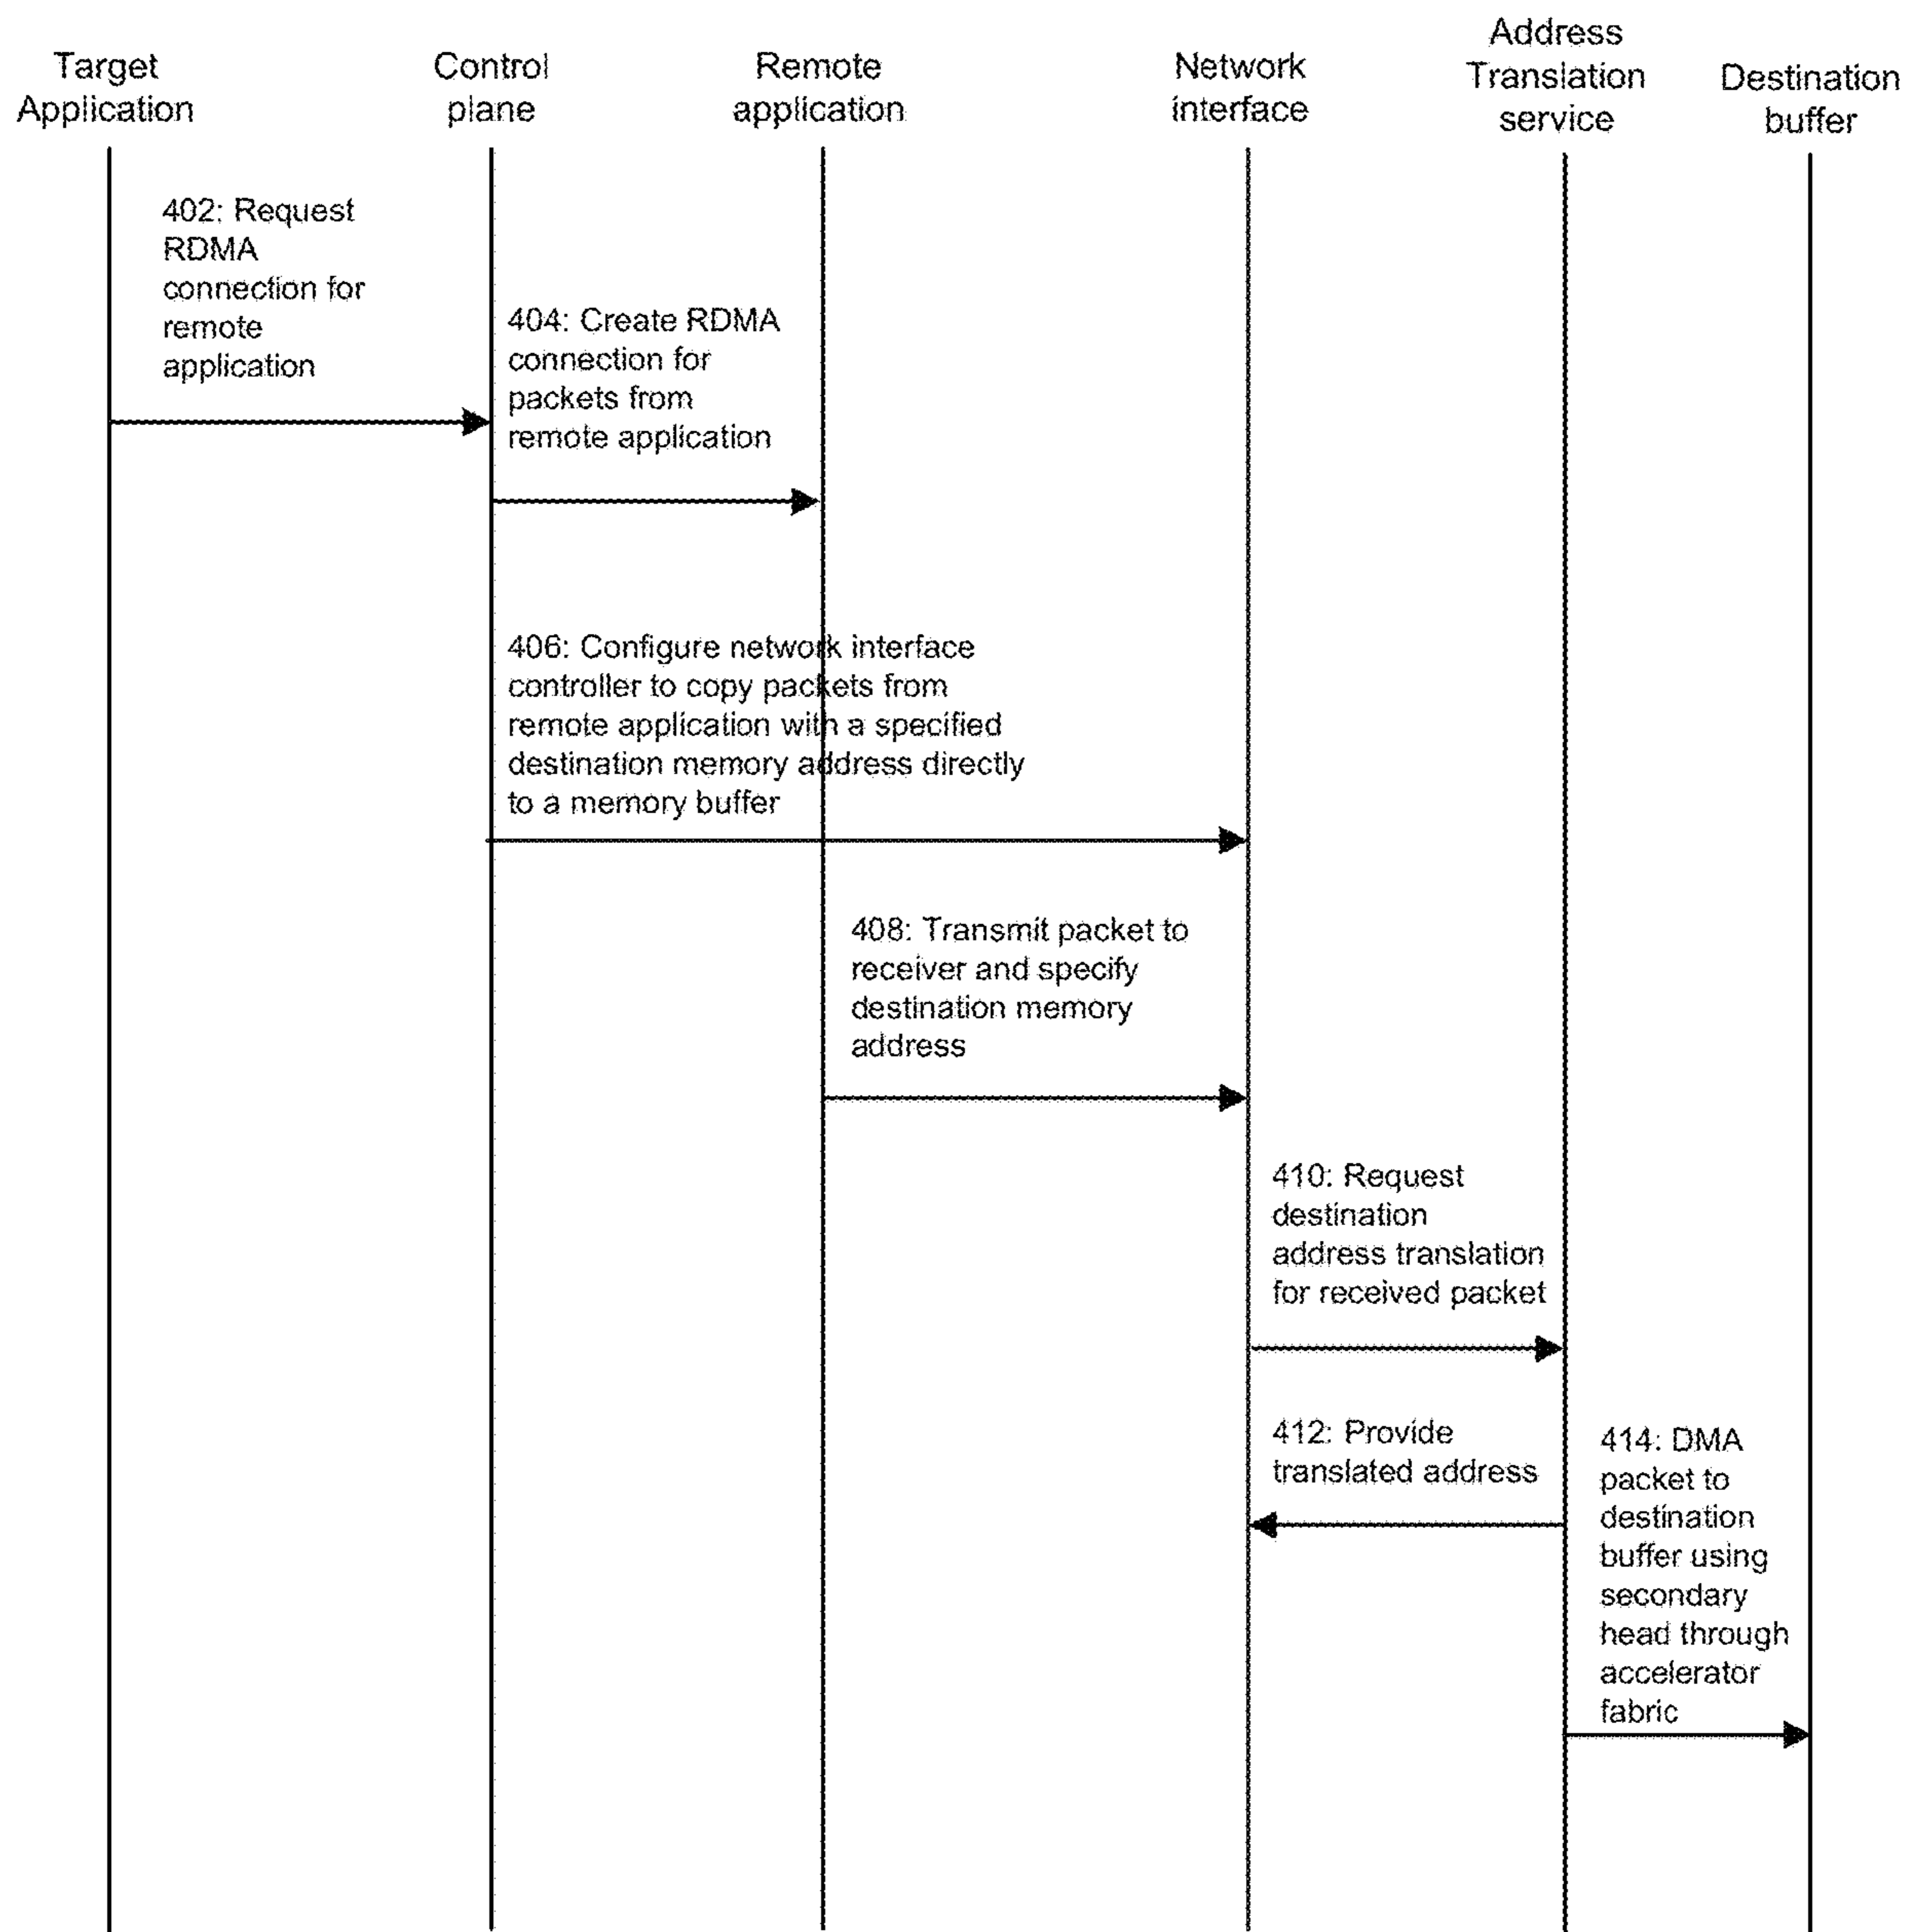 Target
Application
Control
plane
Remote
application
Network
interface
Address
Translation
service
Destination
buffer
402: Request
RDMA
connection for
remote
application
404: Create RDMA
connection for
packets from
remote application
406: Configure network interface
controller to copy packets from
remote application with a specified
destination memory address directly
to a memory buffer
408: Transmit packet to
receiver and specify
destination memory
address
410: Request
destination
address translation
for received packet
412: Provide
translated address
414: DMA
packet to
destination
buffer using
secondary
head through
accelerator
fabric